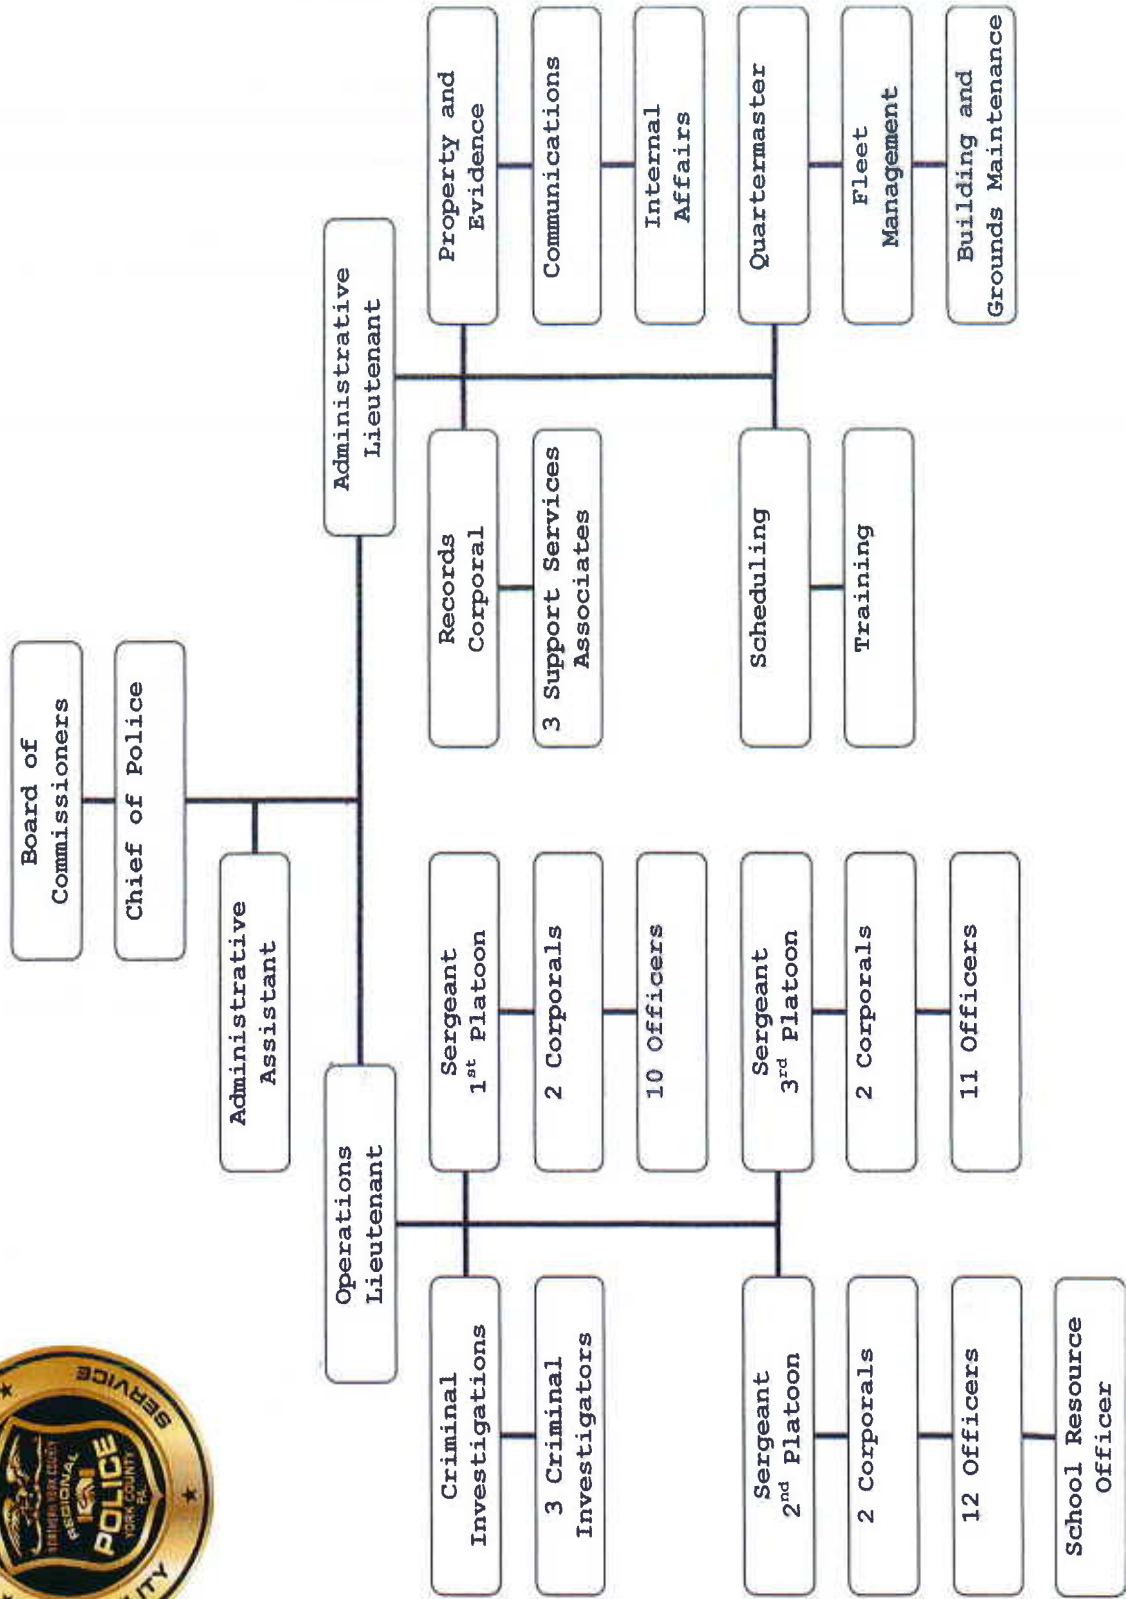 Board of
Commissioners
Chief of Police
Administrative
Assistant
Operations
Lieutenant
Administrative
Lieutenant
Criminal
Investigations
3 Criminal
Investigators
Sergeant
1st Platoon
2 Corporals
10 Officers
Sergeant
2nd Platoon
2 Corporals
12 Officers
School Resource
Officer
Sergeant
3rd Platoon
2 Corporals
11 Officers
Records
Corporal
3 Support Services
Associates
Property and
Evidence
Communications
Internal
Affairs
Scheduling
Training
Quartermaster
Fleet
Management
Building and
Grounds Maintenance
SERVICE
REGIONAL
POLICE
YORK COUNTY
PA